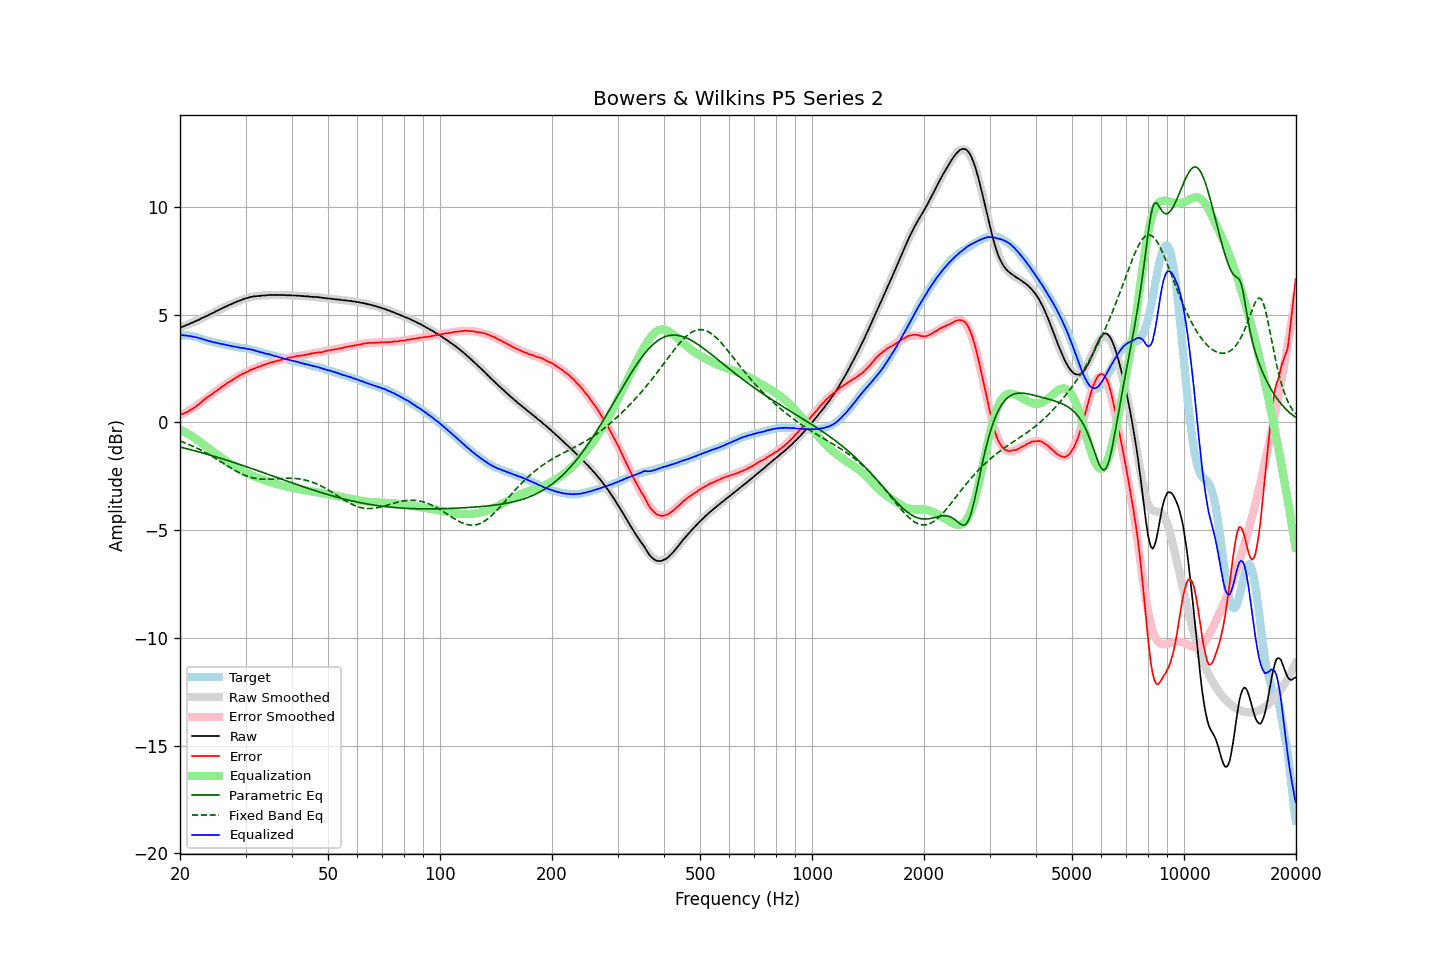 Bowers & Wilkins P5 Series 2
Amplitude (dBr)
10
5
0
−5
−10
−15
−20
Target
Raw Smoothed
Error Smoothed
Raw
Error
Equalization
Parametric Eq
Fixed Band Eq
Equalized
20 50 100 200 500 1000 2000 5000 10000 20000
Frequency (Hz)